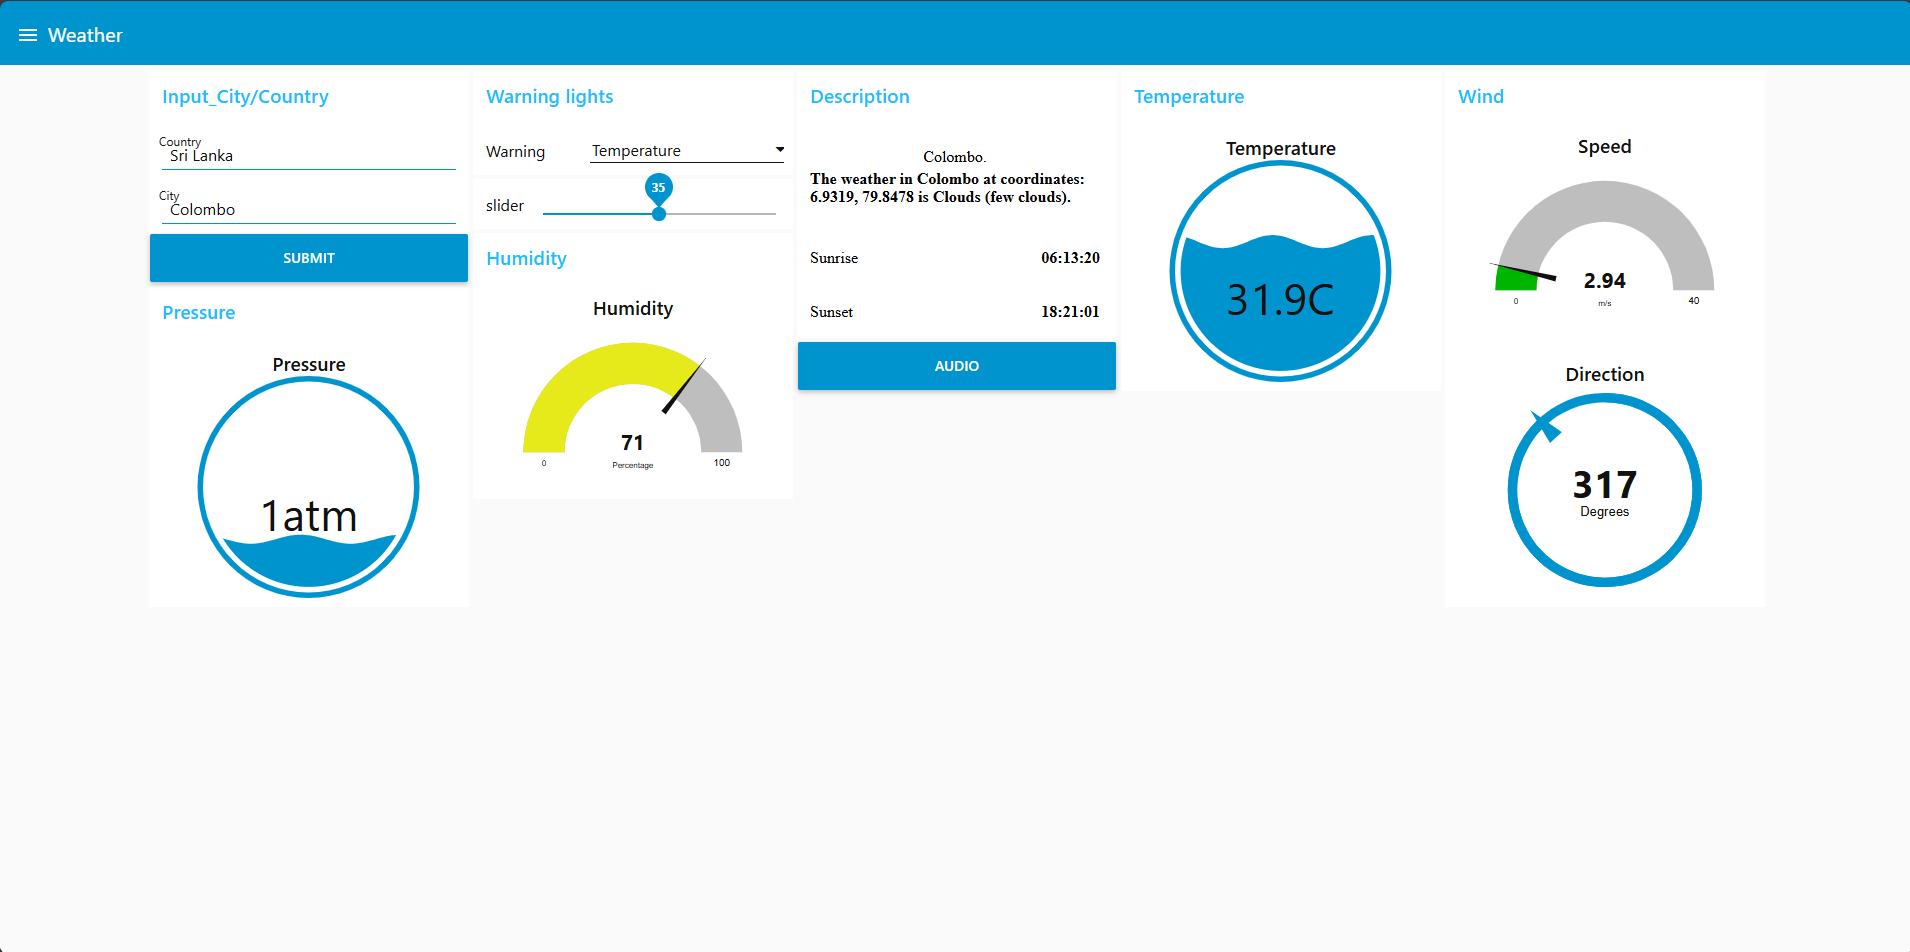 Weather
Input_City/Country
Country
Sri Lanka
City
Colombo
SUBMIT
Pressure
Pressure
1atm
Warning lights
Warning
Temperature
slider
35
Humidity
Humidity
71
0
Percentage
100
Description
Colombo.
The weather in Colombo at coordinates:
6.9319, 79.8478 is Clouds (few clouds).
Sunrise 06:13:20
Sunset 18:21:01
AUDIO
Temperature
Temperature
31.9C
Wind
Speed
2.94
0
m/s
40
Direction
317
Degrees